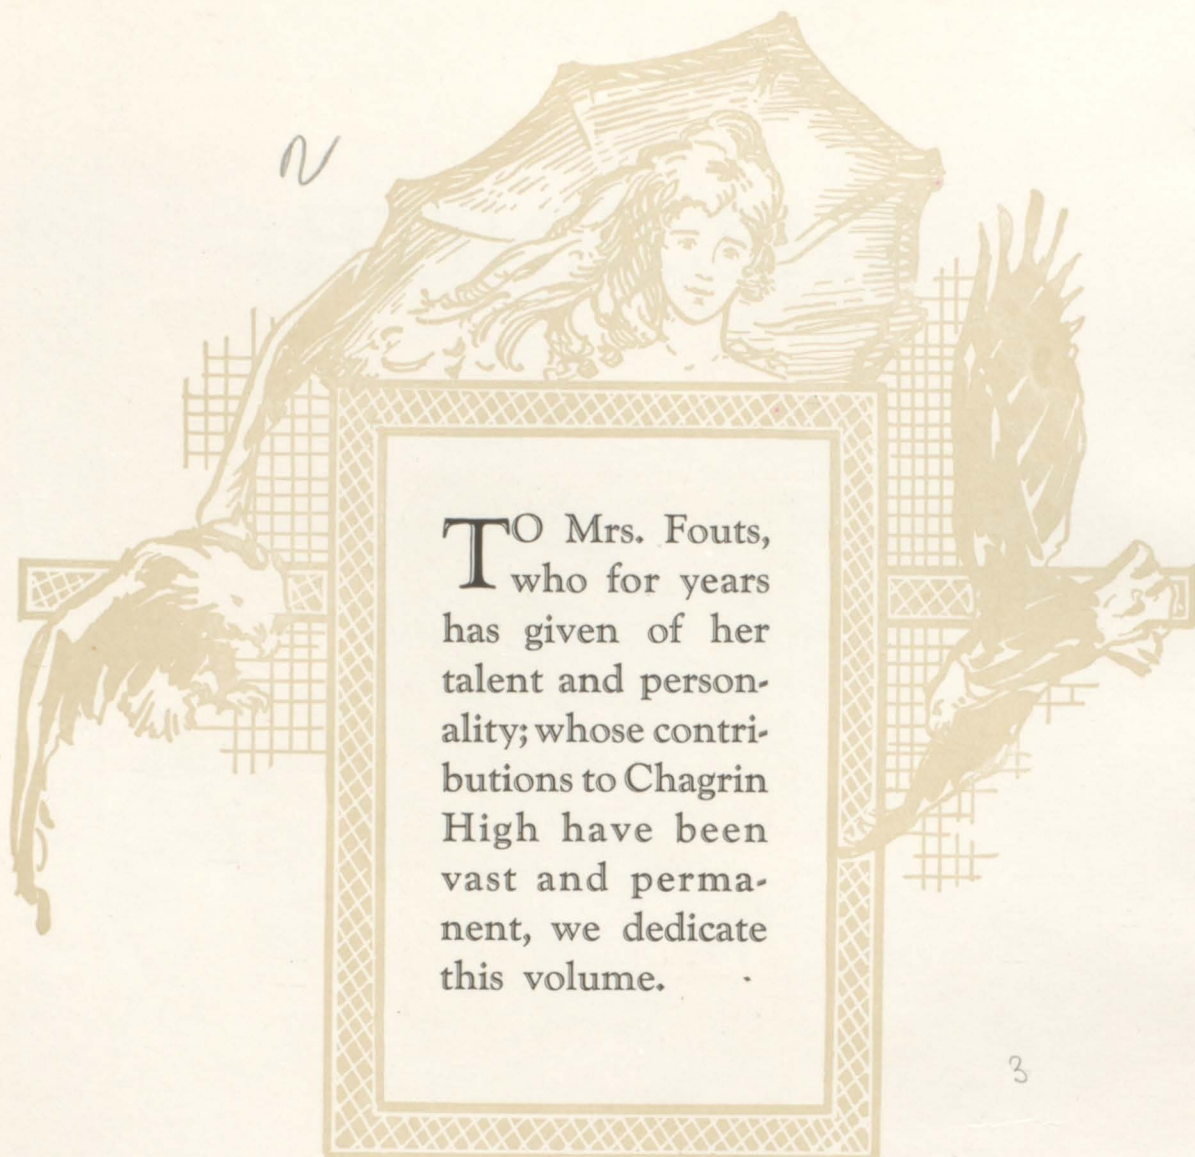 TO Mrs. Fouts,
who for years
has given of her
talent and person-
ality; whose contri-
butions to Chagrin
High have been
vast and perma-
nent, we dedicate
this volume.
3